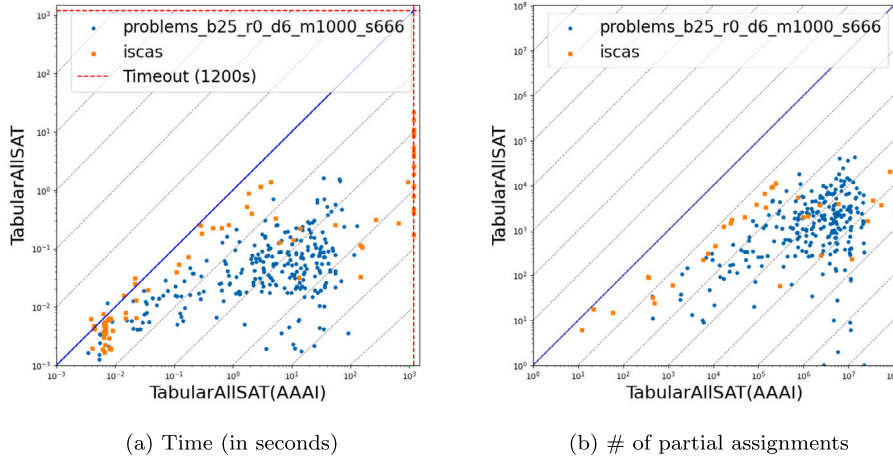 problems_b25_r0_d6_m1000_s666
iscas
Timeout (1200s)
TabularAllSAT
10^3
10^2
10^1
10^0
10^-1
10^-2
10^-3
10^-3 10^-2 10^-1 10^0 10^1 10^2 10^3
TabularAllSAT(AAAI)
(a) Time (in seconds)
problems_b25_r0_d6_m1000_s666
iscas
TabularAllSAT
10^8
10^7
10^6
10^5
10^4
10^3
10^2
10^1
10^0
10^0 10^1 10^2 10^3 10^4 10^5 10^6 10^7 10^8
TabularAllSAT(AAAI)
(b) # of partial assignments